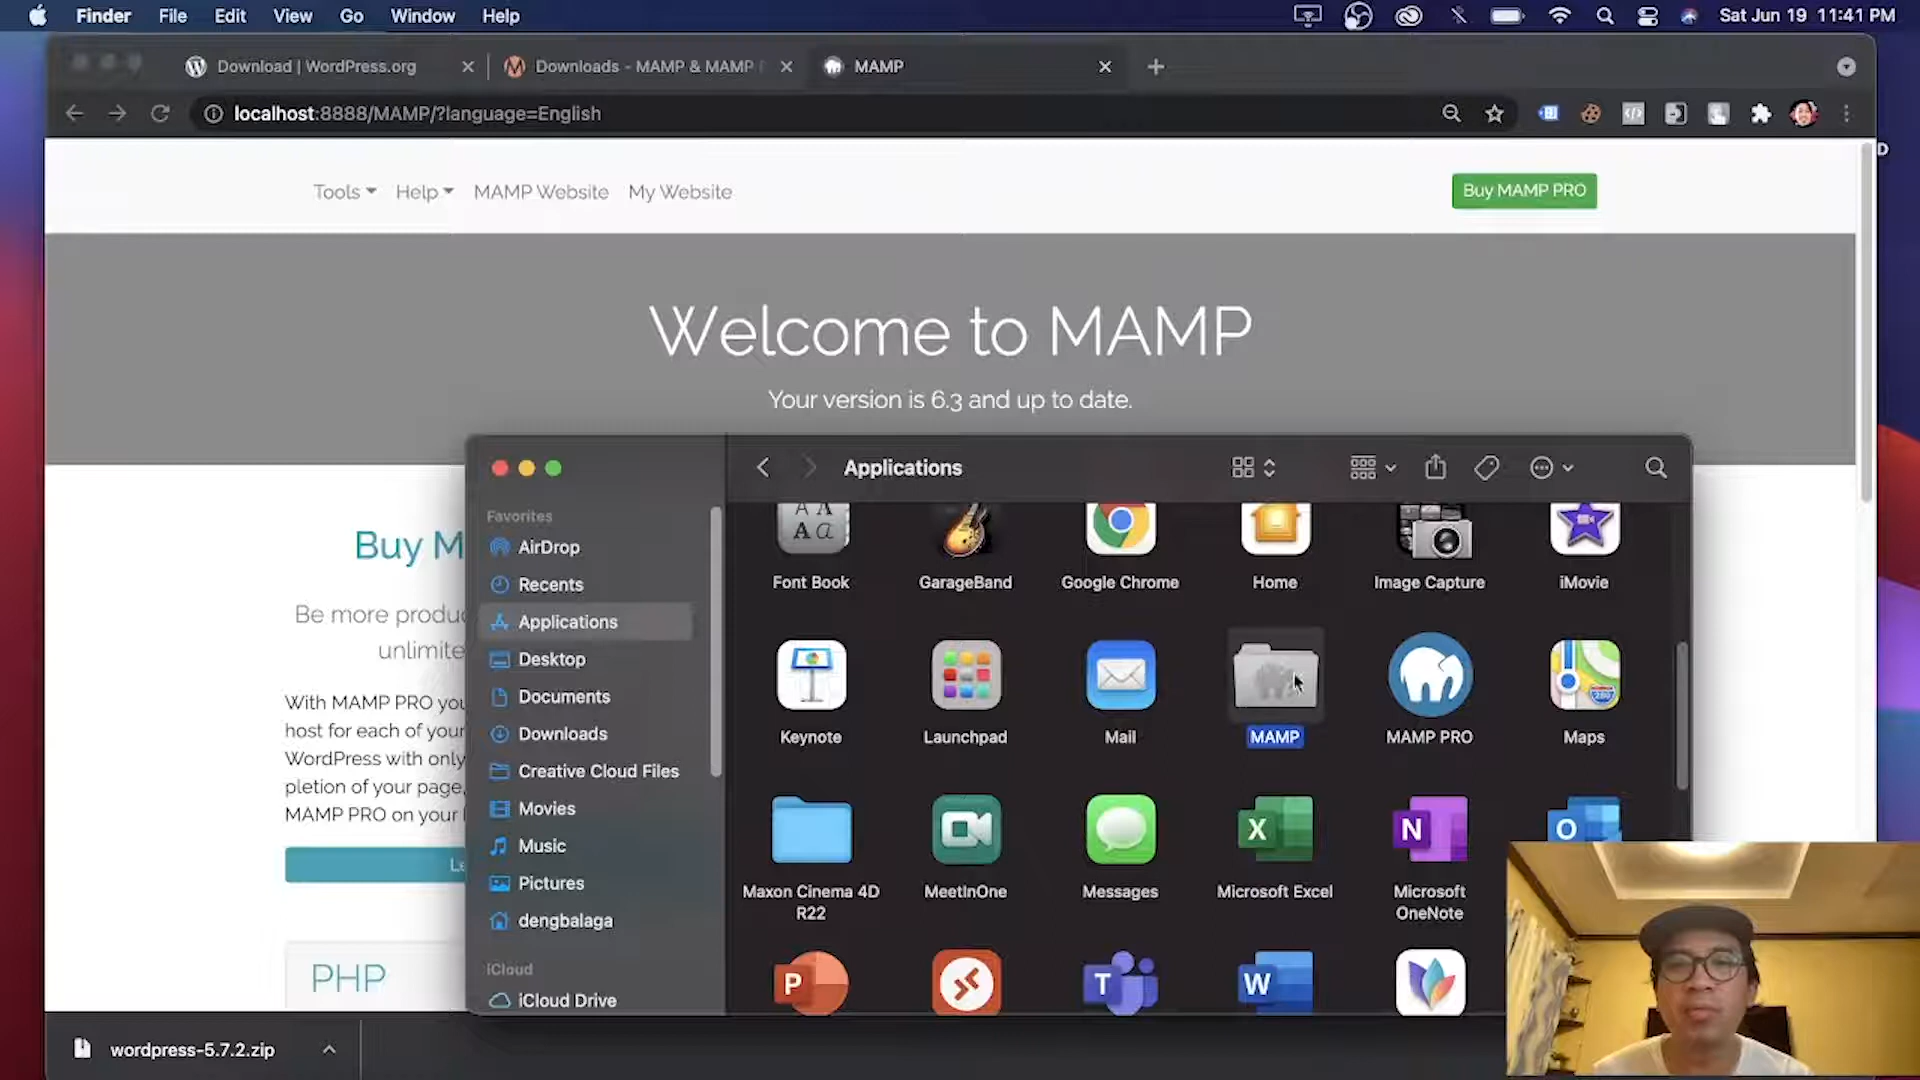 Finder File Edit View Go Window Help
Sat Jun 19 11:41 PM
Download | WordPress.org
Downloads - MAMP & MAMP
MAMP
localhost:8888/MAMP/?language=English
D
Tools
Help
MAMP Website
My Website
Buy MAMP PRO
Welcome to MAMP
Your version is 6.3 and up to date.
Buy M
Be more produc
unlimite
With MAMP PRO you
host for each of your
WordPress with only
pletion of your page,
MAMP PRO on your
PHP
Applications
Favorites
AirDrop
Recents
Applications
Desktop
Documents
Downloads
Creative Cloud Files
Movies
Music
Pictures
dengbalaga
iCloud
iCloud Drive
Font Book
GarageBand
Google Chrome
Home
Image Capture
iMovie
Keynote
Launchpad
Mail
MAMP
MAMP PRO
Maps
Maxon Cinema 4D
R22
MeetInOne
Messages
Microsoft Excel
Microsoft
OneNote
wordpress-5.7.2.zip